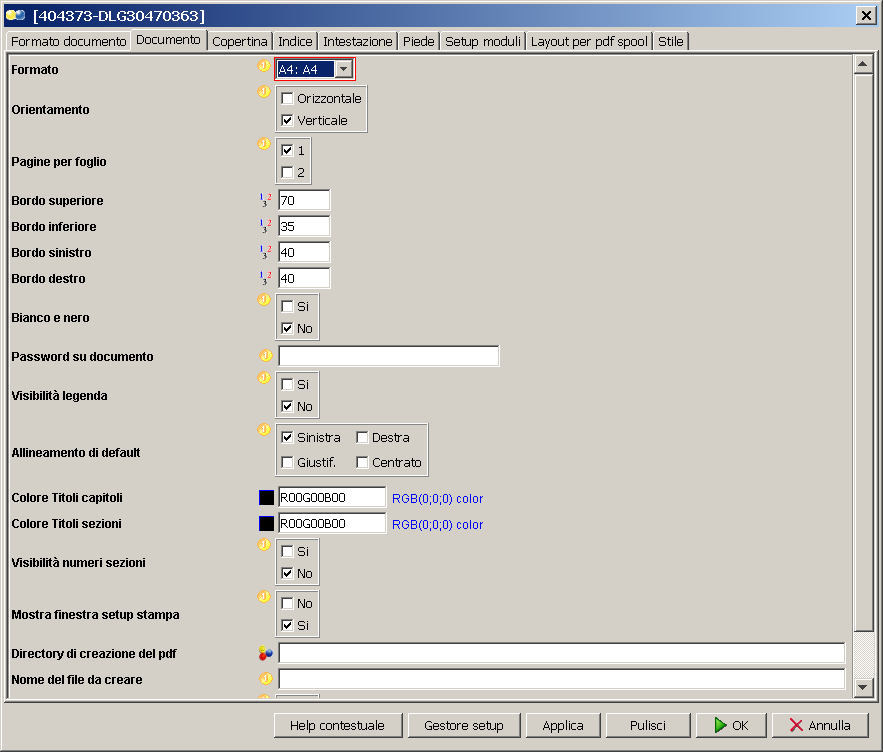 [404373-DLG30470363]
Formato documento Documento Copertina Indice Intestazione Piede Setup moduli Layout per pdf spool Stile
Formato A4: A4
Orientamento
Orizzontale
Verticale
Pagine per foglio
1
2
Bordo superiore 70
Bordo inferiore 35
Bordo sinistro 40
Bordo destro 40
Bianco e nero
Si
No
Password su documento
Visibilità legenda
Si
No
Allineamento di default
Sinistra Destra
Giustif. Centrato
Colore Titoli capitoli R00G00B00 RGB(0;0;0) color
Colore Titoli sezioni R00G00B00 RGB(0;0;0) color
Visibilità numeri sezioni
Si
No
Mostra finestra setup stampa
No
Si
Directory di creazione del pdf
Nome del file da creare
Help contestuale Gestore setup Applica Pulisci OK Annulla